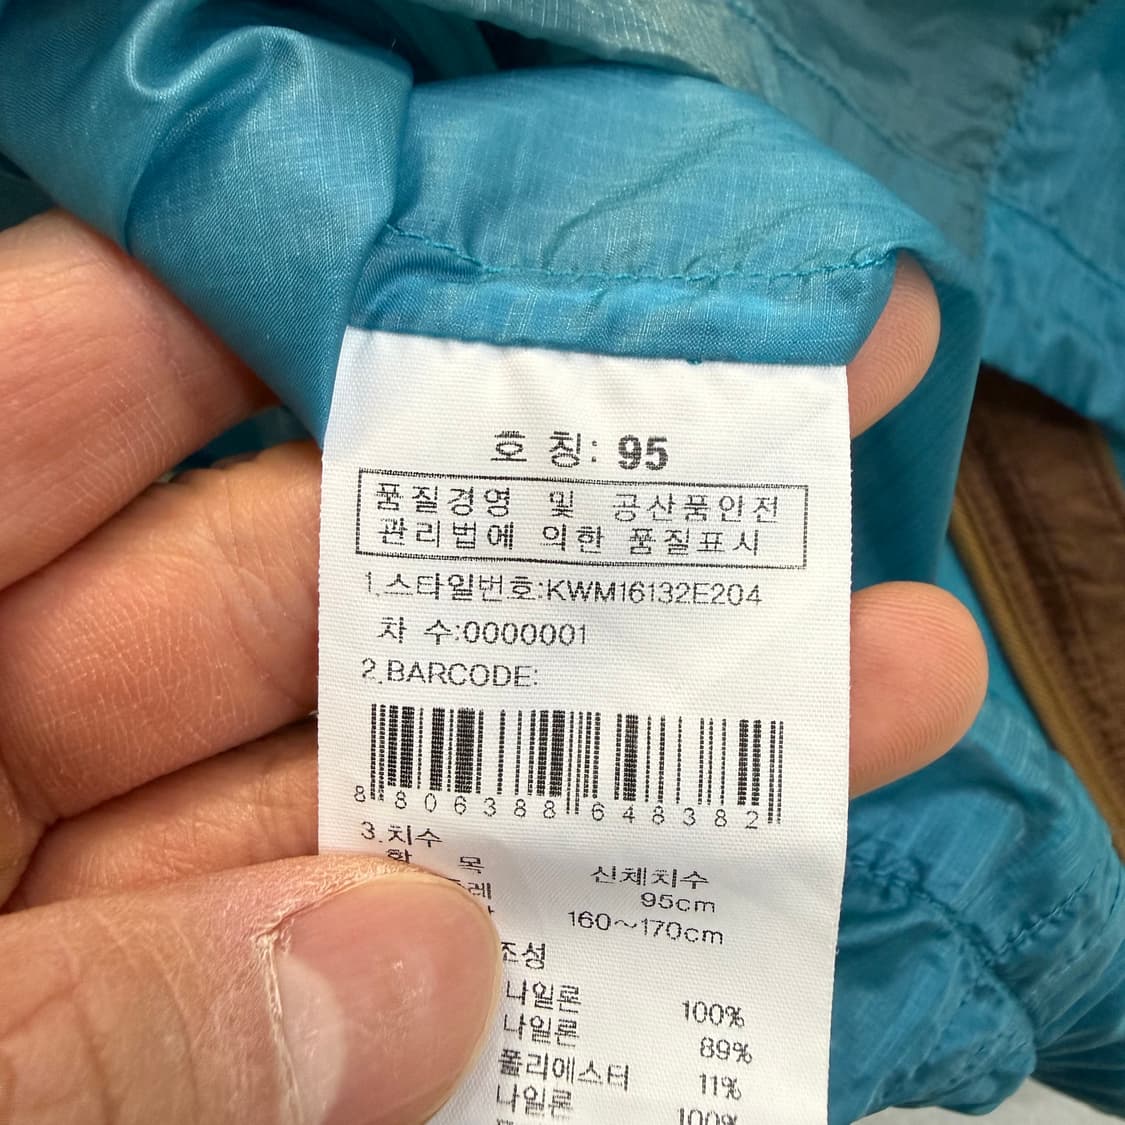 호 칭: 95
품질경영 및 공산품안전
관리법에 의한 품질표시
1.스타일번호:KWM16132E204
차 수:0000001
2.BARCODE:
8 806388 648382
3.치수
항 목 신체치수
95cm
160~170cm
조성
나일론 100%
나일론 89%
폴리에스터 11%
나일론 100%